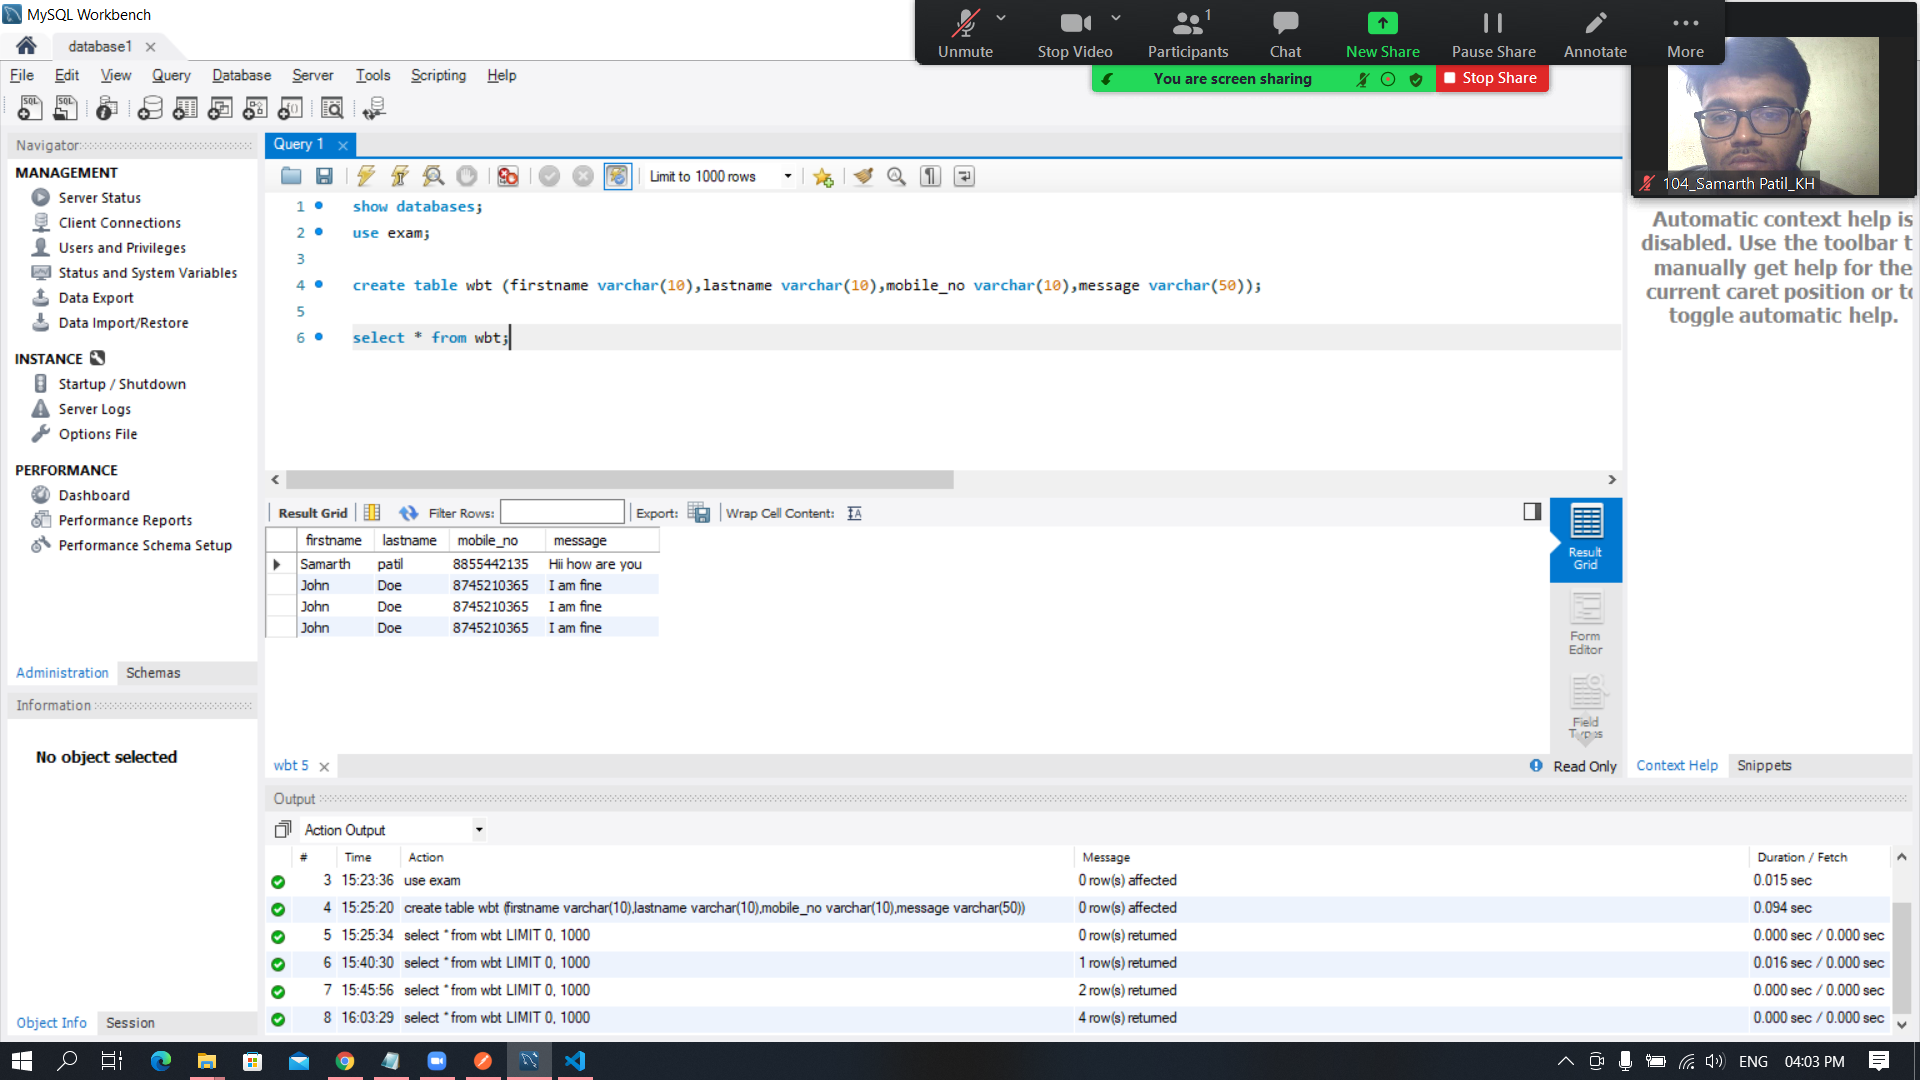 MySQL Workbench
database1
File Edit View Query Database Server Tools Scripting Help
Unmute Stop Video Participants 1 Chat New Share Pause Share Annotate More
You are screen sharing Stop Share
104_Samarth Patil_KH
Navigator
MANAGEMENT
Server Status
Client Connections
Users and Privileges
Status and System Variables
Data Export
Data Import/Restore
INSTANCE
Startup / Shutdown
Server Logs
Options File
PERFORMANCE
Dashboard
Performance Reports
Performance Schema Setup
Administration Schemas
Information
No object selected
Object Info Session
Query 1
Limit to 1000 rows
1 show databases;
2 use exam;
3
4 create table wbt (firstname varchar(10),lastname varchar(10),mobile_no varchar(10),message varchar(50));
5
6 select * from wbt;
Result Grid Filter Rows: Export: Wrap Cell Content:
firstname lastname mobile_no message
Samarth patil 8855442135 Hii how are you
John Doe 8745210365 I am fine
John Doe 8745210365 I am fine
John Doe 8745210365 I am fine
Result
Grid
Form
Editor
Field
Types
wbt 5 Read Only
Automatic context help is
disabled. Use the toolbar t
manually get help for the
current caret position or to
toggle automatic help.
Context Help Snippets
Output
Action Output
# Time Action Message Duration / Fetch
3 15:23:36 use exam 0 row(s) affected 0.015 sec
4 15:25:20 create table wbt (firstname varchar(10),lastname varchar(10),mobile_no varchar(10),message varchar(50)) 0 row(s) affected 0.094 sec
5 15:25:34 select * from wbt LIMIT 0, 1000 0 row(s) returned 0.000 sec / 0.000 sec
6 15:40:30 select * from wbt LIMIT 0, 1000 1 row(s) returned 0.016 sec / 0.000 sec
7 15:45:56 select * from wbt LIMIT 0, 1000 2 row(s) returned 0.000 sec / 0.000 sec
8 16:03:29 select * from wbt LIMIT 0, 1000 4 row(s) returned 0.000 sec / 0.000 sec
ENG 04:03 PM